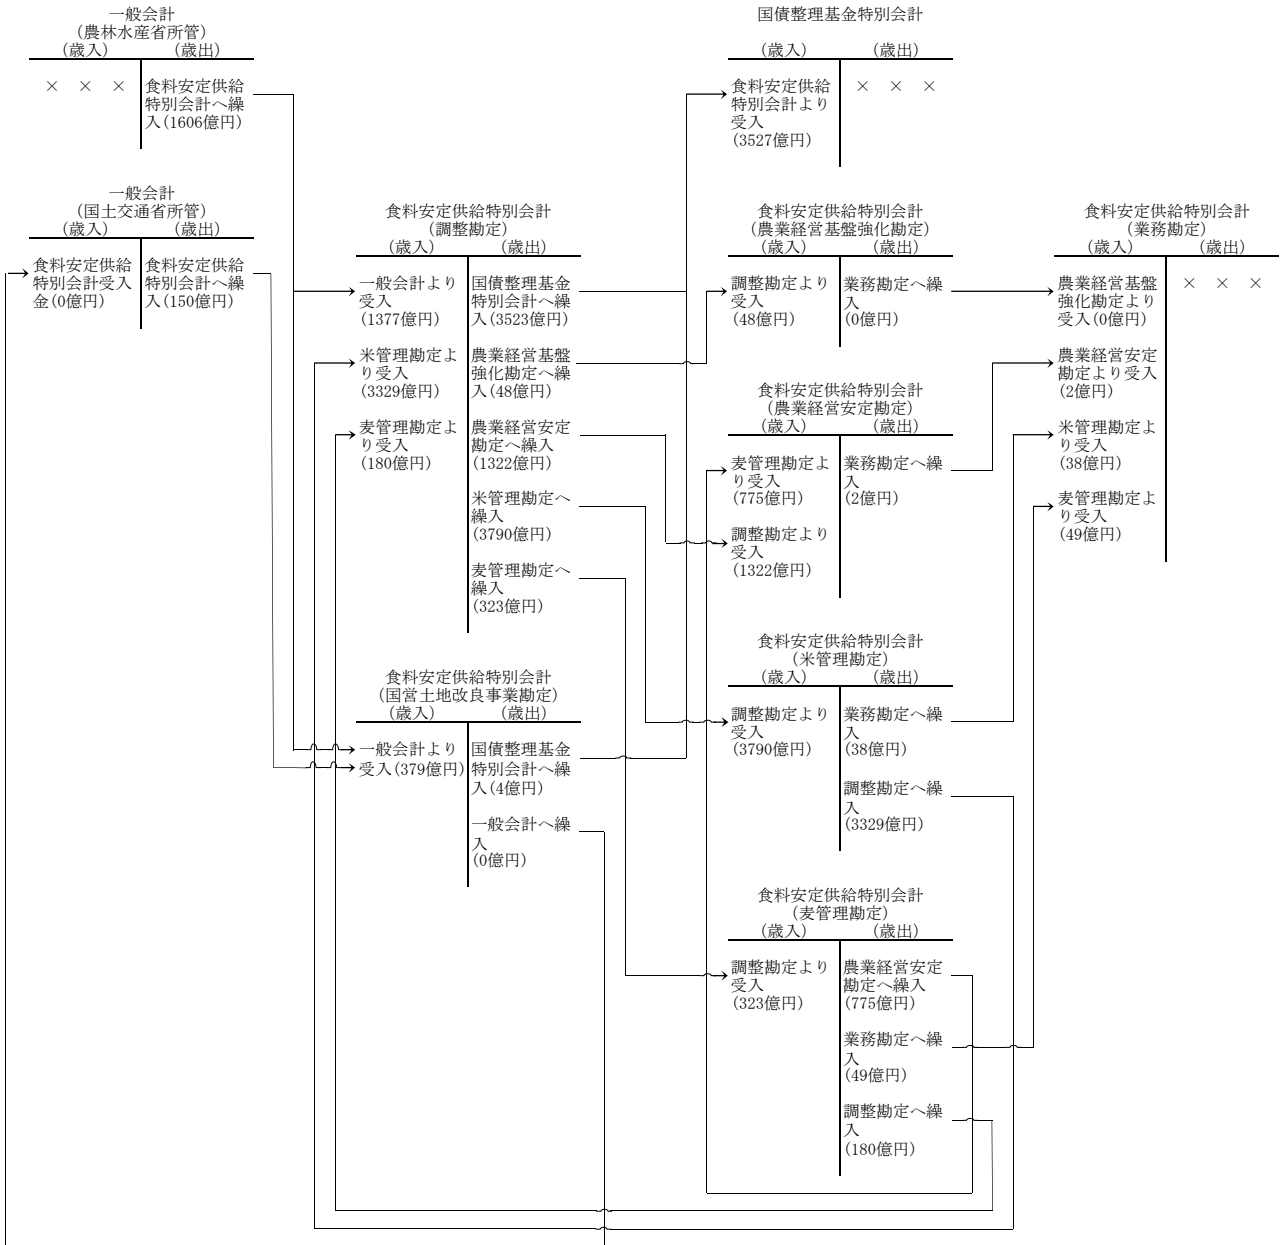 一般会計
(農林水産省所管)
(歳入) (歳出)
× × ×
食料安定供給
特別会計へ繰
入(1606億円)
国債整理基金特別会計
(歳入) (歳出)
食料安定供給
特別会計より
受入
(3527億円)
× × ×
一般会計
(国土交通省所管)
(歳入) (歳出)
食料安定供給
特別会計受入
金(0億円)
食料安定供給
特別会計へ繰
入(150億円)
食料安定供給特別会計
(調整勘定)
(歳入) (歳出)
一般会計より
受入
(1377億円)
米管理勘定よ
り受入
(3329億円)
麦管理勘定よ
り受入
(180億円)
国債整理基金
特別会計へ繰
入(3523億円)
農業経営基盤
強化勘定へ繰
入(48億円)
農業経営安定
勘定へ繰入
(1322億円)
米管理勘定へ
繰入
(3790億円)
麦管理勘定へ
繰入
(323億円)
食料安定供給特別会計
(国営土地改良事業勘定)
(歳入) (歳出)
一般会計より
受入(379億円)
国債整理基金
特別会計へ繰
入(4億円)
一般会計へ繰
入
(0億円)
食料安定供給特別会計
(農業経営基盤強化勘定)
(歳入) (歳出)
調整勘定より
受入
(48億円)
業務勘定へ繰
入
(0億円)
食料安定供給特別会計
(農業経営安定勘定)
(歳入) (歳出)
麦管理勘定よ
り受入
(775億円)
調整勘定より
受入
(1322億円)
業務勘定へ繰
入
(2億円)
食料安定供給特別会計
(米管理勘定)
(歳入) (歳出)
調整勘定より
受入
(3790億円)
業務勘定へ繰
入
(38億円)
調整勘定へ繰
入
(3329億円)
食料安定供給特別会計
(麦管理勘定)
(歳入) (歳出)
調整勘定より
受入
(323億円)
農業経営安定
勘定へ繰入
(775億円)
業務勘定へ繰
入
(49億円)
調整勘定へ繰
入
(180億円)
食料安定供給特別会計
(業務勘定)
(歳入) (歳出)
農業経営基盤
強化勘定より
受入(0億円)
農業経営安定
勘定より受入
(2億円)
米管理勘定よ
り受入
(38億円)
麦管理勘定よ
り受入
(49億円)
× × ×